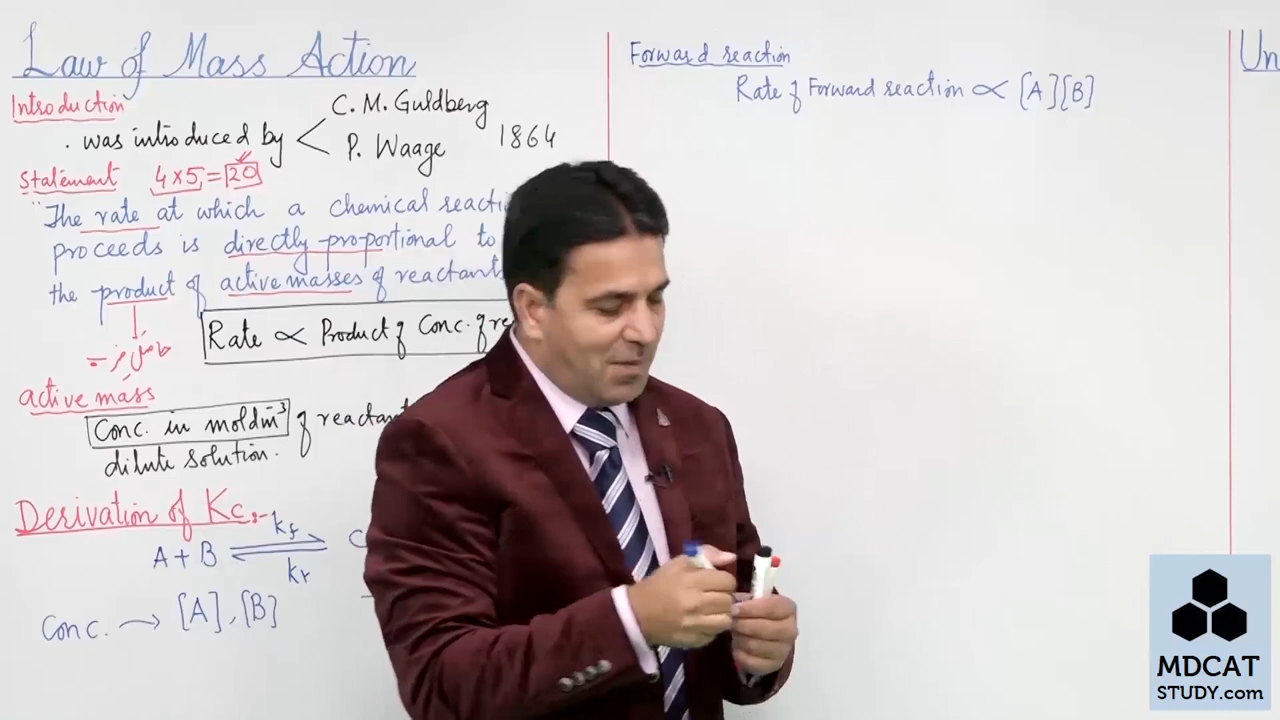 Law of Mass Action
Introduction
. was introduced by < C. M. Guldberg
P. Waage 1864
Statement 4 x 5 = 20
"The rate at which a chemical reacti
proceeds is directly proportional to
the product of active masses of reactants
حاصل ضرب
Rate ∝ Product of Conc. of re
active mass
Conc. in moldm⁻³ of reactant
dilute solution.
Derivation of Kc:-
A + B ⇌ C
kf
kr
Conc. → [A], [B]
Forward reaction
Rate of Forward reaction ∝ [A][B]
Un
MDCAT
STUDY.com